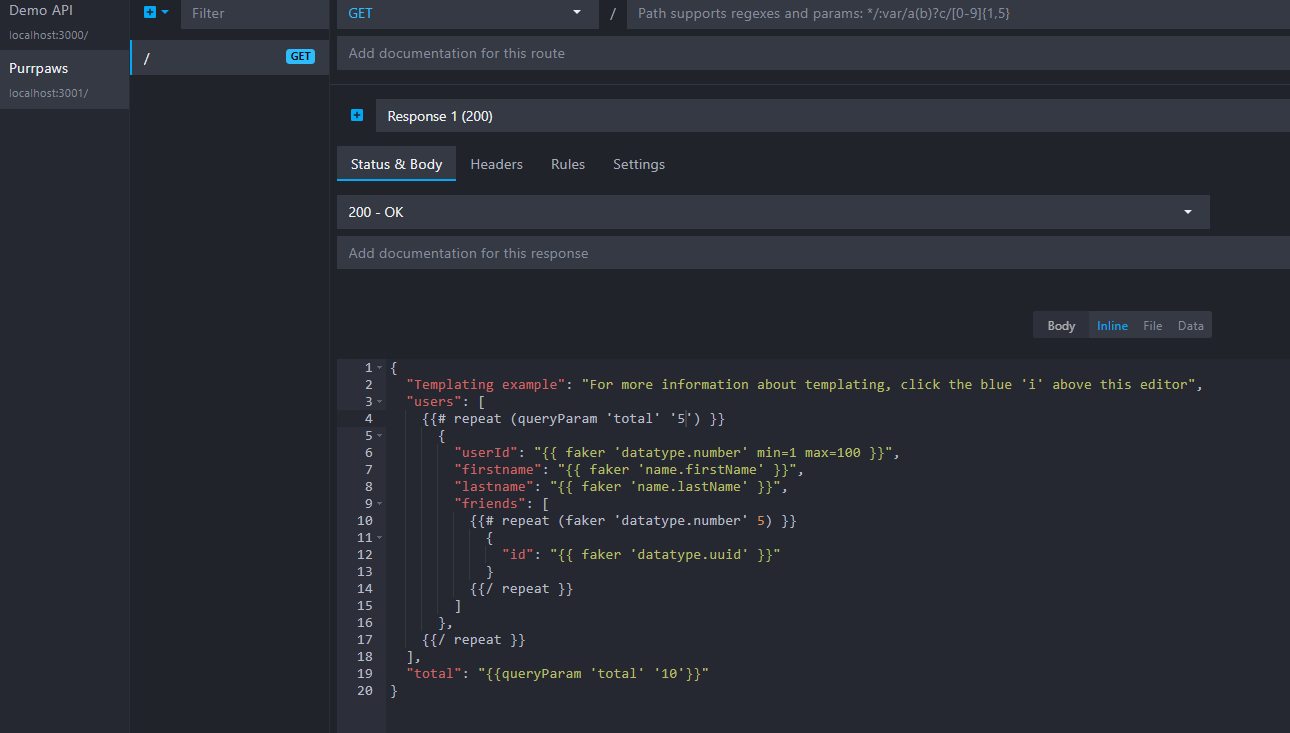 Demo API
localhost:3000/
Purrpaws
localhost:3001/
Filter
/
GET
GET
/
Path supports regexes and params: */:var/a(b)?c/[0-9]{1,5}
Add documentation for this route
Response 1 (200)
Status & Body
Headers
Rules
Settings
200 - OK
Add documentation for this response
Body
Inline
File
Data
1 {
2 "Templating example": "For more information about templating, click the blue 'i' above this editor",
3 "users": [
4 {{# repeat (queryParam 'total' '5') }}
5 {
6 "userId": "{{ faker 'datatype.number' min=1 max=100 }}",
7 "firstname": "{{ faker 'name.firstName' }}",
8 "lastname": "{{ faker 'name.lastName' }}",
9 "friends": [
10 {{# repeat (faker 'datatype.number' 5) }}
11 {
12 "id": "{{ faker 'datatype.uuid' }}"
13 }
14 {{/ repeat }}
15 ]
16 },
17 {{/ repeat }}
18 ],
19 "total": "{{queryParam 'total' '10'}}"
20 }